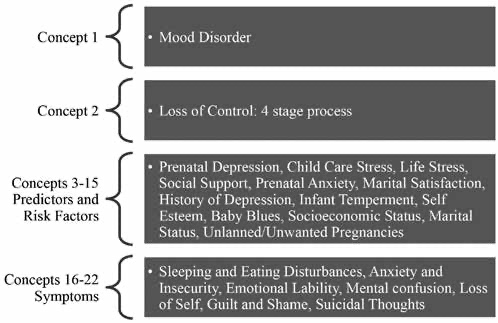 Concept 1
• Mood Disorder
Concept 2
• Loss of Control: 4 stage process
Concepts 3-15
Predictors and
Risk Factors
• Prenatal Depression, Child Care Stress, Life Stress,
Social Support, Prenatal Anxiety, Marital Satisfaction,
History of Depression, Infant Temperment, Self
Esteem, Baby Blues, Socioeconomic Status, Marital
Status, Unlanned/Unwanted Pregnancies
Concepts 16-22
Symptoms
• Sleeping and Eating Disturbances, Anxiety and
Insecurity, Emotional Lability, Mental confusion, Loss
of Self, Guilt and Shame, Suicidal Thoughts